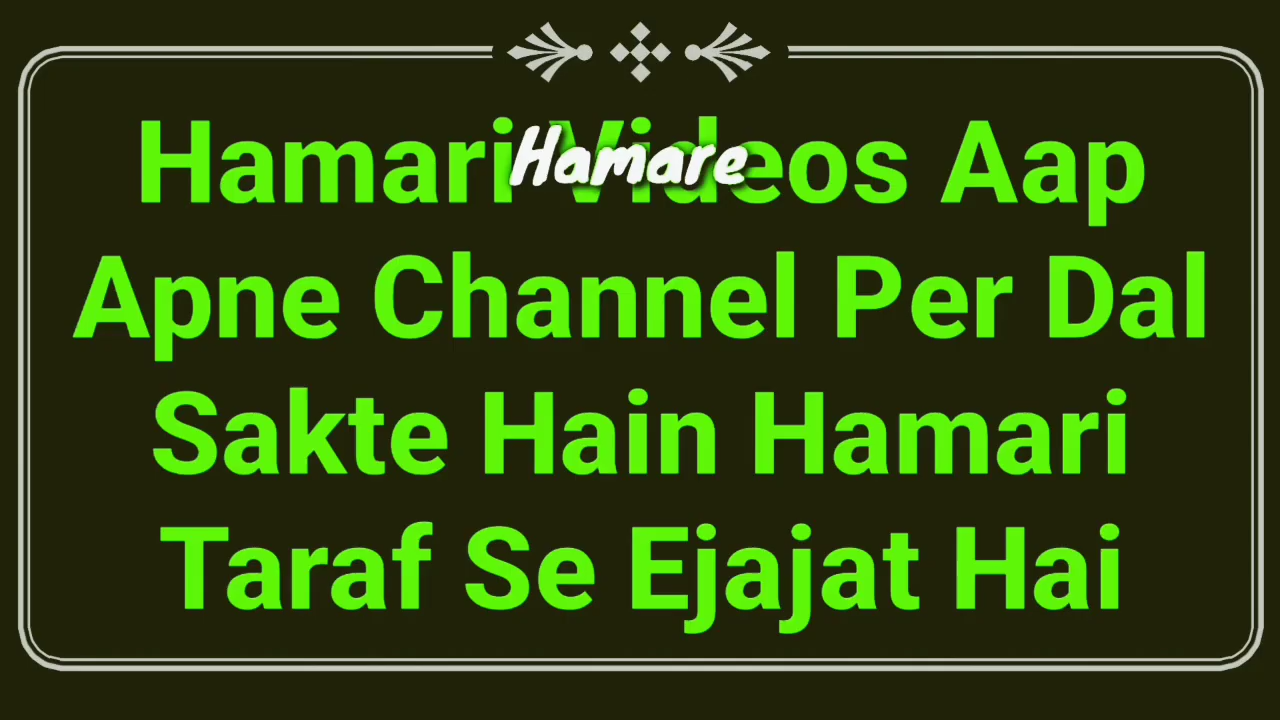 Hamari Videos Aap
Hamare
Apne Channel Per Dal
Sakte Hain Hamari
Taraf Se Ejajat Hai